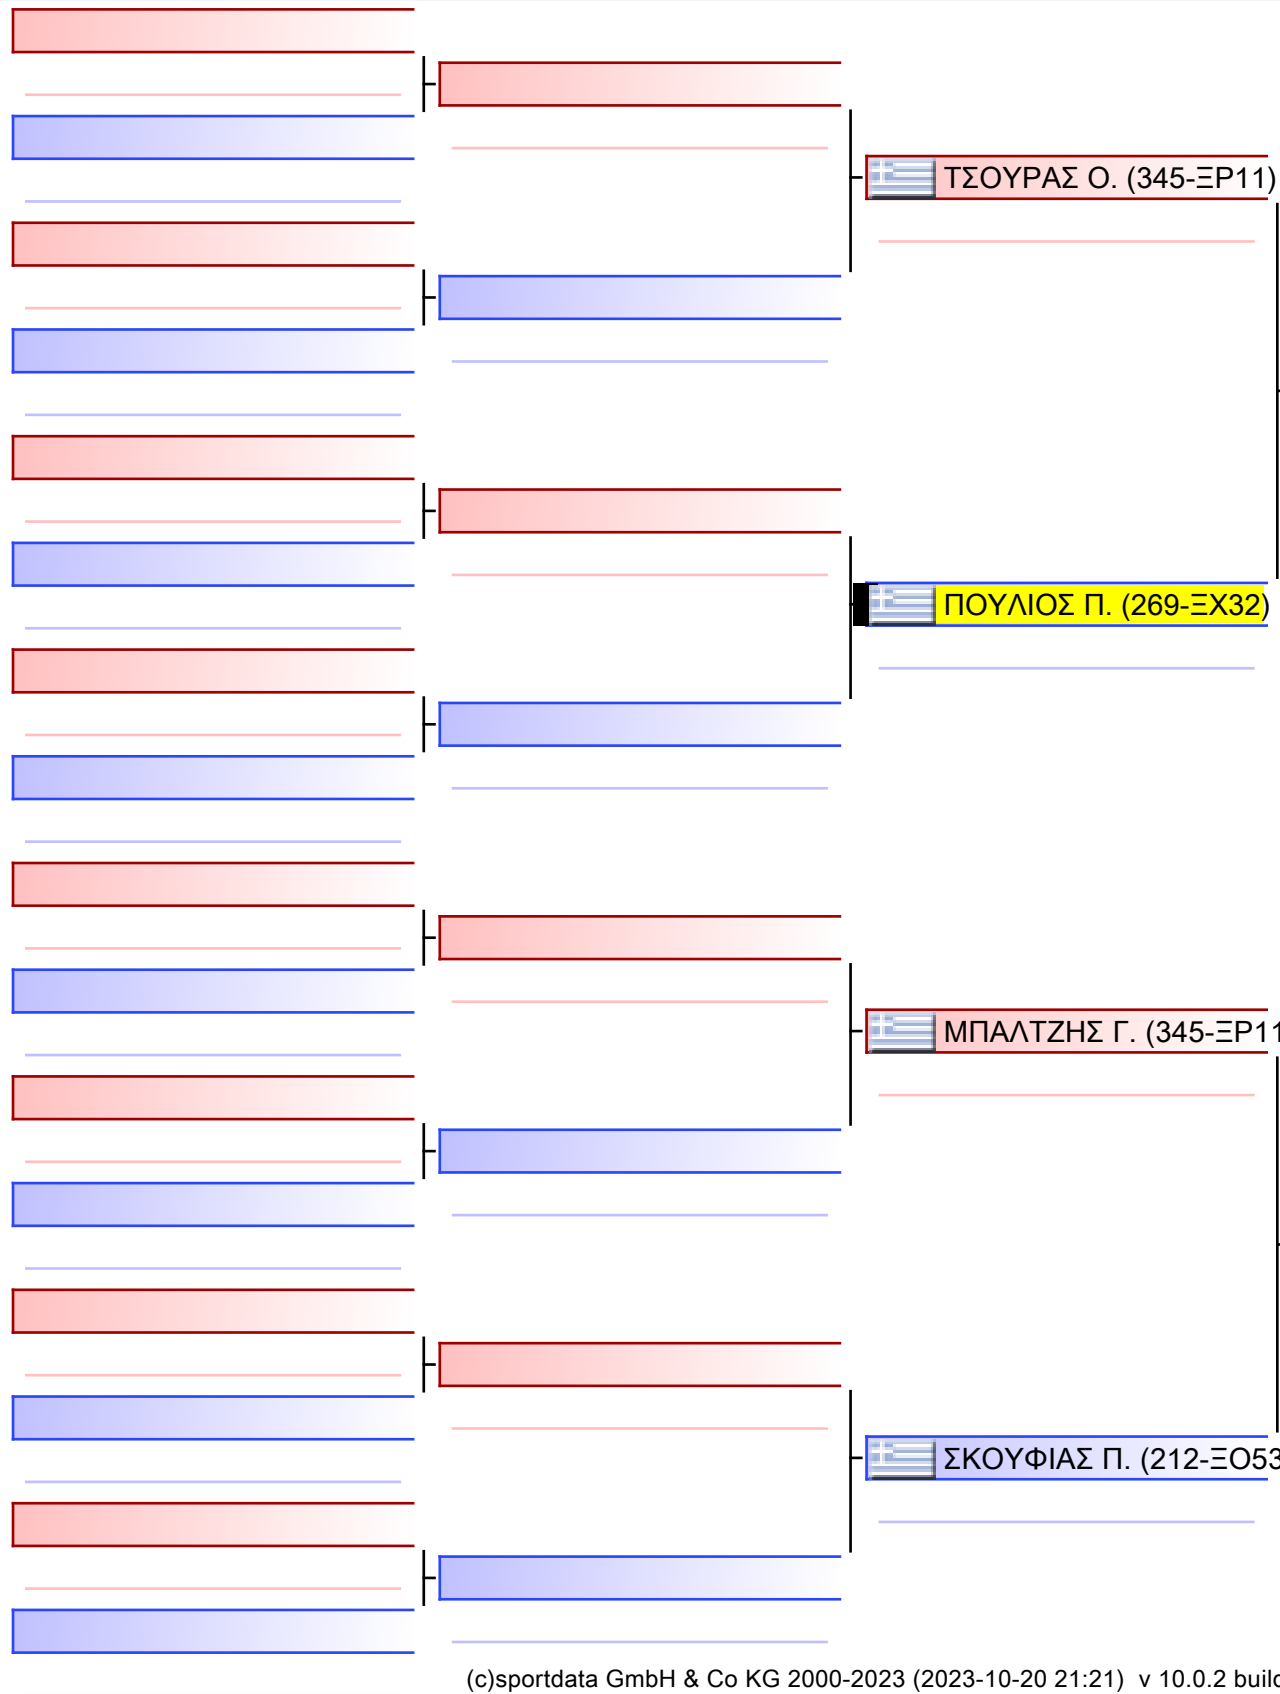 ΤΣΟΥΡΑΣ Ο. (345-ΞΡ11)
ΠΟΥΛΙΟΣ Π. (269-ΞΧ32)
ΜΠΑΛΤΖΗΣ Γ. (345-ΞΡ11
ΣΚΟΥΦΙΑΣ Π. (212-ΞΟ53
(c)sportdata GmbH & Co KG 2000-2023 (2023-10-20 21:21) v 10.0.2 build